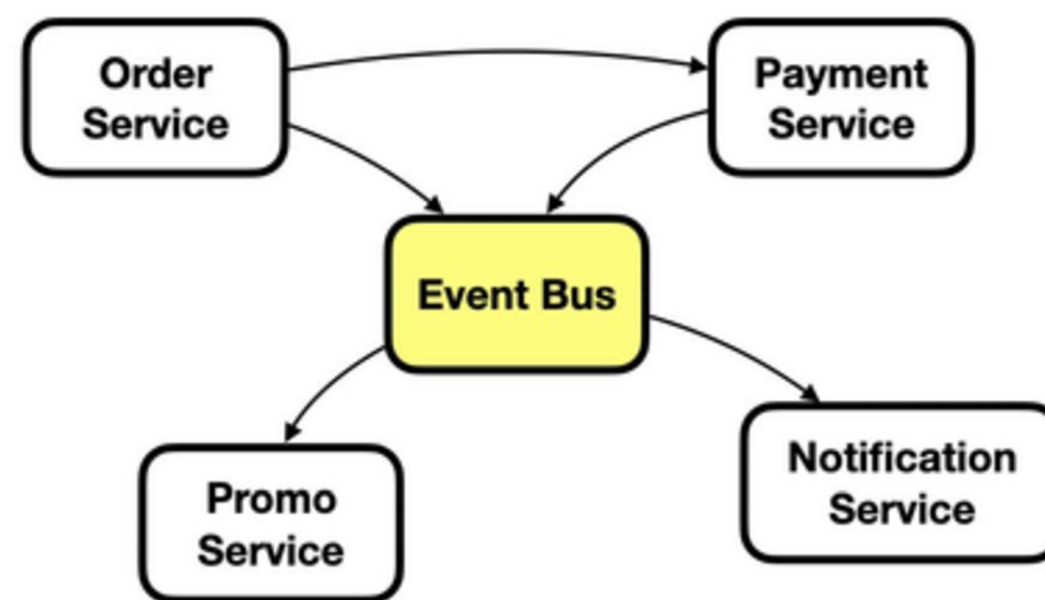 Order
Service
Payment
Service
Event Bus
Promo
Service
Notification
Service